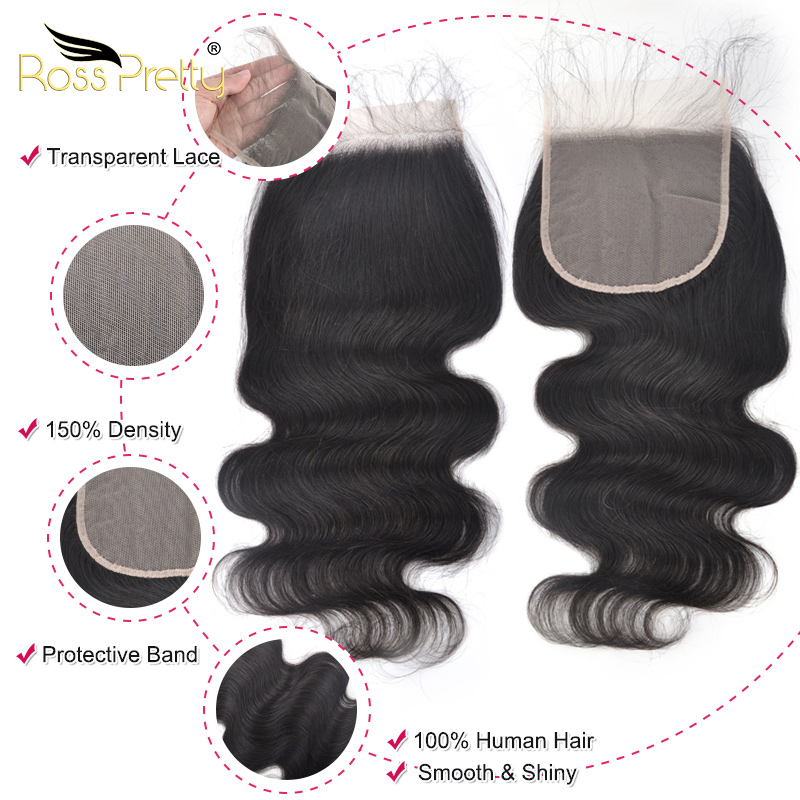 Ross Pretty®
Transparent Lace
150% Density
Protective Band
100% Human Hair
Smooth & Shiny